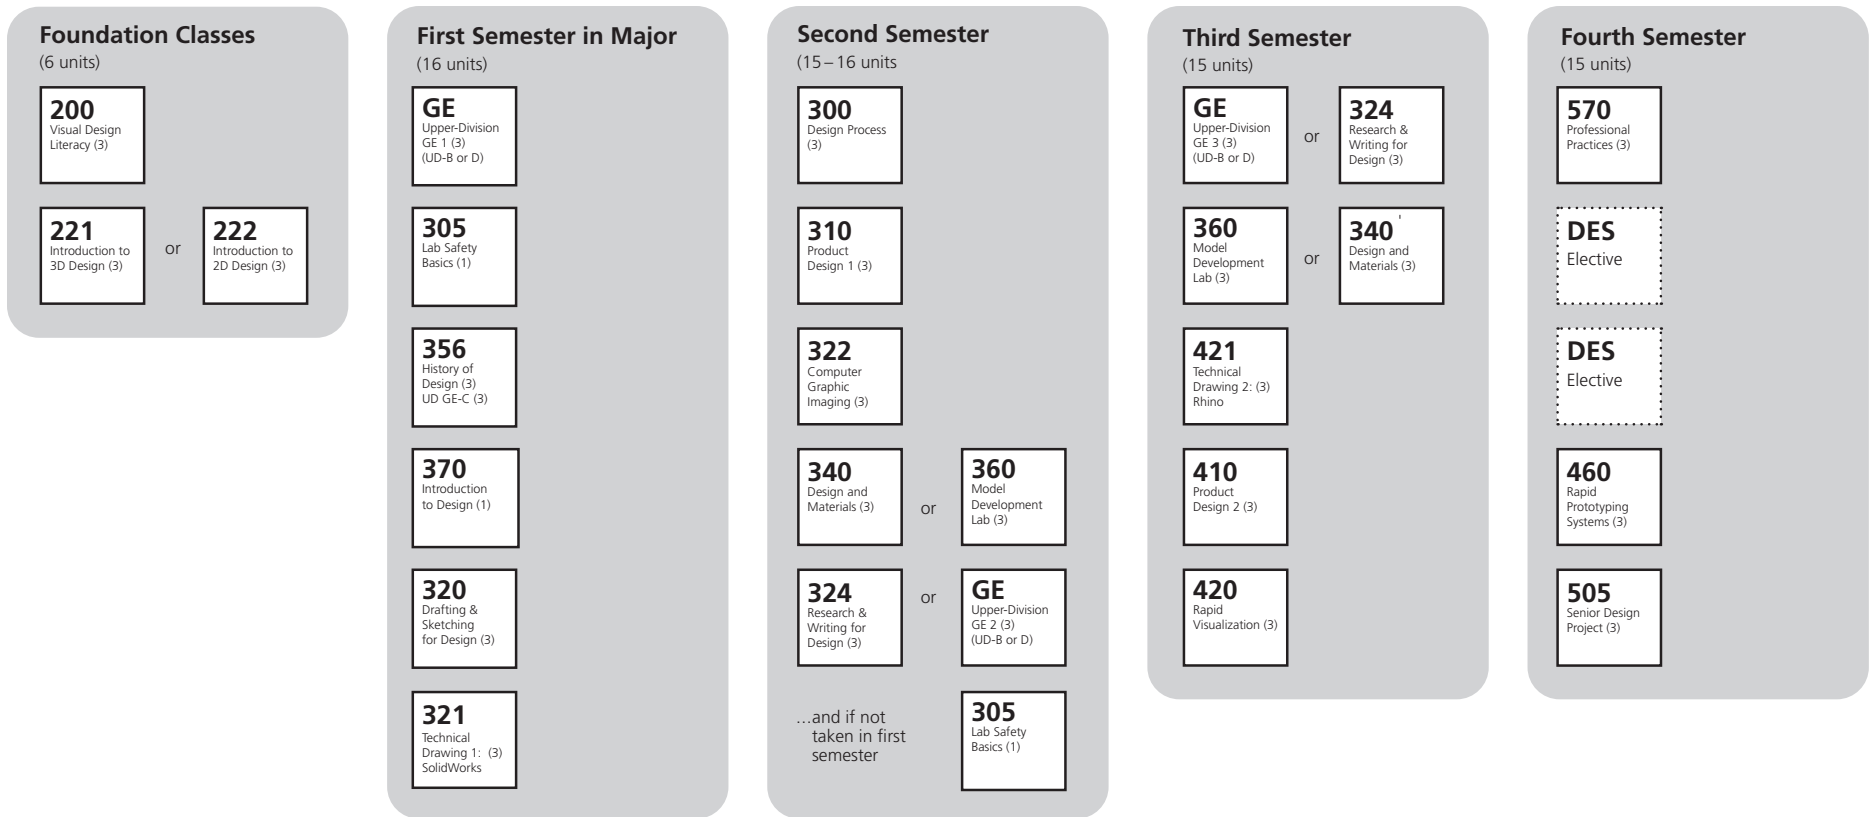 Foundation Classes
(6 units)
200
Visual Design
Literacy (3)
221
Introduction to
3D Design (3)
or
222
Introduction to
2D Design (3)
First Semester in Major
(16 units)
GE
Upper-Division
GE 1 (3)
(UD-B or D)
305
Lab Safety
Basics (1)
356
History of
Design (3)
UD GE-C (3)
370
Introduction
to Design (1)
320
Drafting &
Sketching
for Design (3)
321
Technical
Drawing 1: (3)
SolidWorks
Second Semester
(15 – 16 units
300
Design Process
(3)
310
Product
Design 1 (3)
322
Computer
Graphic
Imaging (3)
340
Design and
Materials (3)
or
360
Model
Development
Lab (3)
324
Research &
Writing for
Design (3)
or
GE
Upper-Division
GE 2 (3)
(UD-B or D)
...and if not
taken in first
semester
305
Lab Safety
Basics (1)
Third Semester
(15 units)
GE
Upper-Division
GE 3 (3)
(UD-B or D)
or
324
Research &
Writing for
Design (3)
360
Model
Development
Lab (3)
or
340 '
Design and
Materials (3)
421
Technical
Drawing 2: (3)
Rhino
410
Product
Design 2 (3)
420
Rapid
Visualization (3)
Fourth Semester
(15 units)
570
Professional
Practices (3)
DES
Elective
DES
Elective
460
Rapid
Prototyping
Systems (3)
505
Senior Design
Project (3)